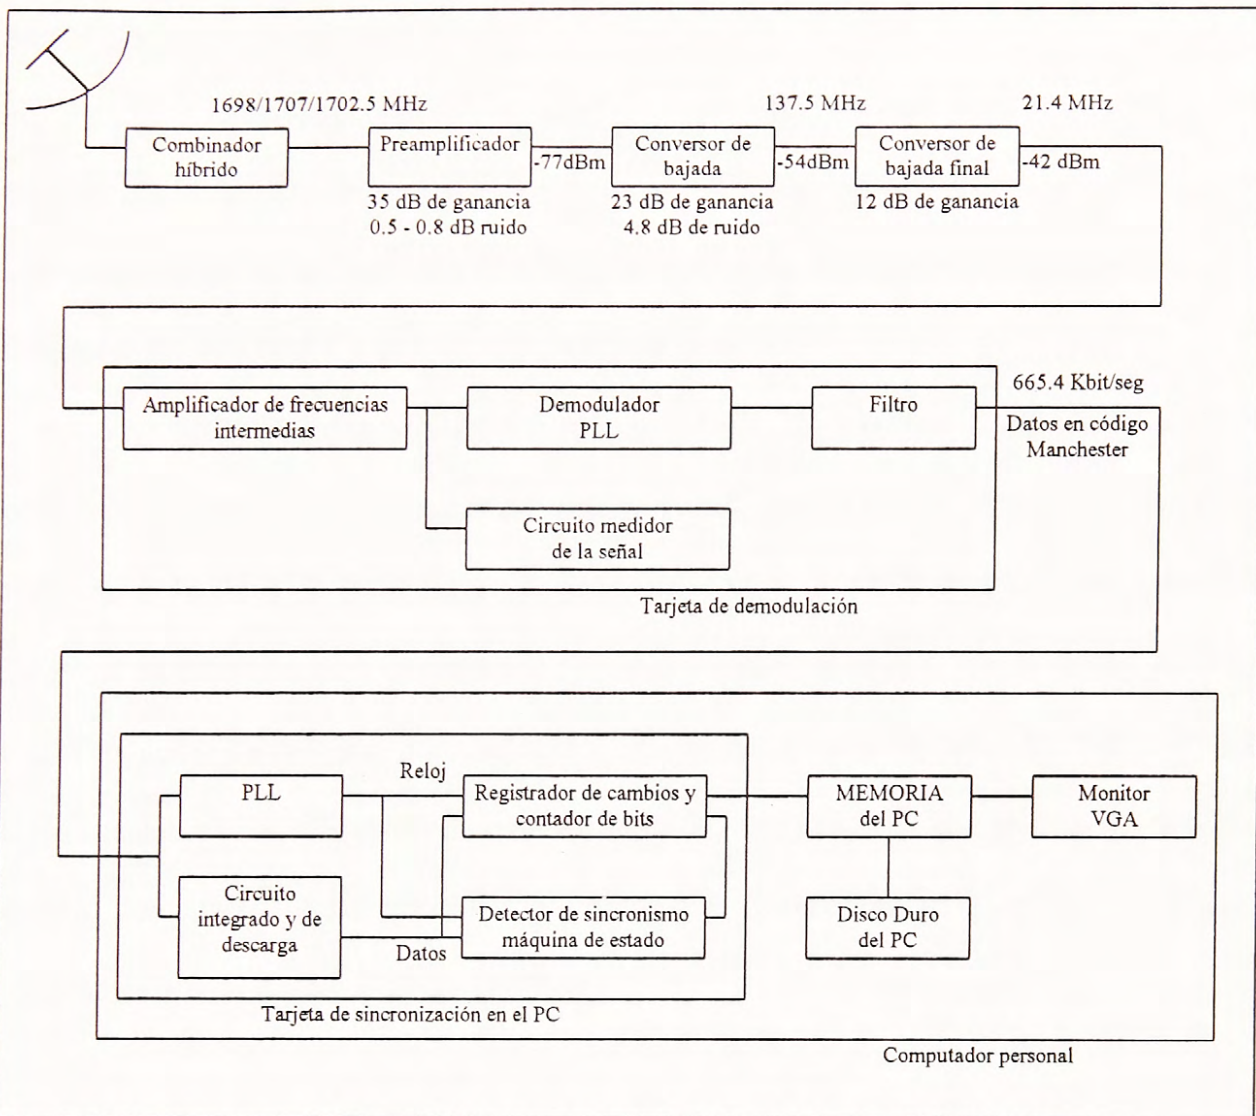 1698/1707/1702.5 MHz
137.5 MHz
21.4 MHz
Combinador
híbrido
Preamplificador
-77dBm
Conversor de
bajada
-54dBm
Conversor de
bajada final
-42 dBm
35 dB de ganancia
0.5 - 0.8 dB ruido
23 dB de ganancia
4.8 dB de ruido
12 dB de ganancia
Amplificador de frecuencias
intermedias
Demodulador
PLL
Filtro
665.4 Kbit/seg
Datos en código
Manchester
Circuito medidor
de la señal
Tarjeta de demodulación
PLL
Reloj
Registrador de cambios y
contador de bits
MEMORIA
del PC
Monitor
VGA
Circuito
integrado y de
descarga
Datos
Detector de sincronismo
máquina de estado
Disco Duro
del PC
Tarjeta de sincronización en el PC
Computador personal